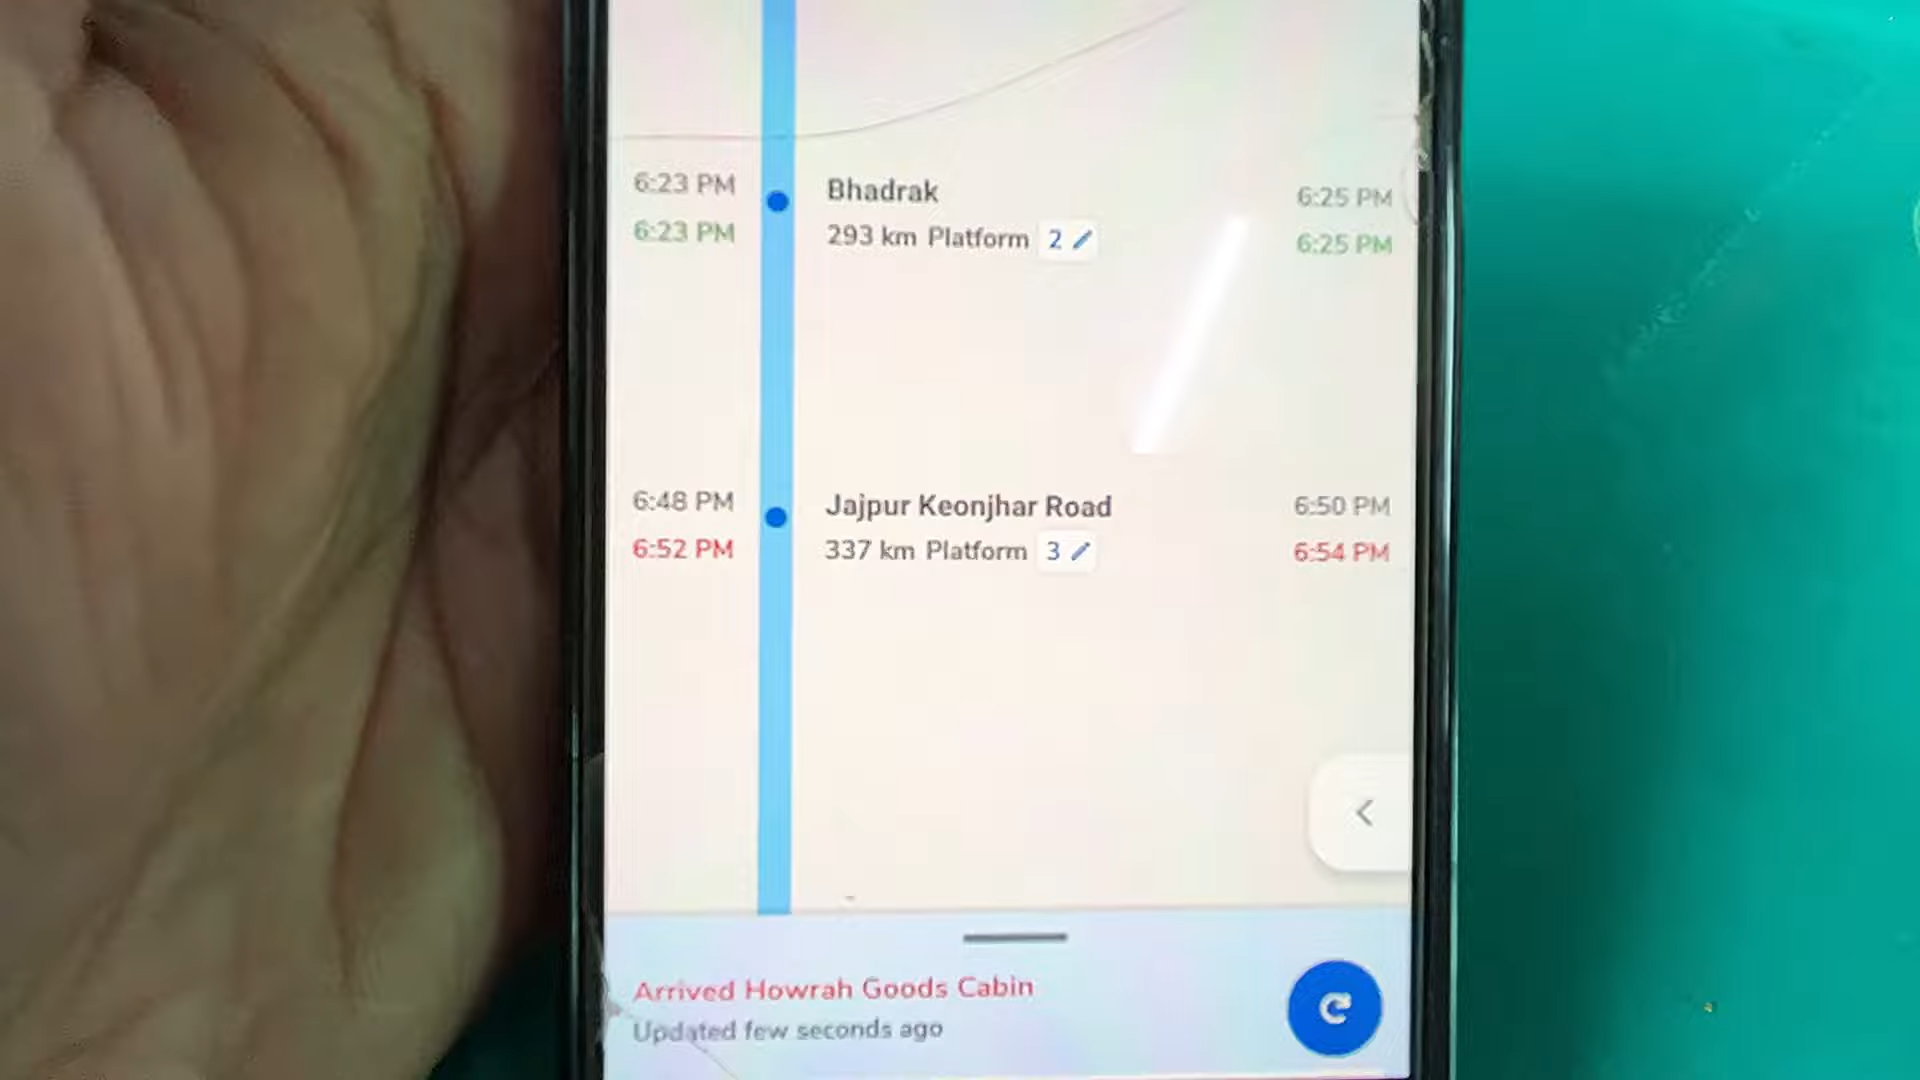 6:23 PM Bhadrak 6:25 PM
6:23 PM 293 km Platform 2 6:25 PM
6:48 PM Jajpur Keonjhar Road 6:50 PM
6:52 PM 337 km Platform 3 6:54 PM
Arrived Howrah Goods Cabin
Updated few seconds ago